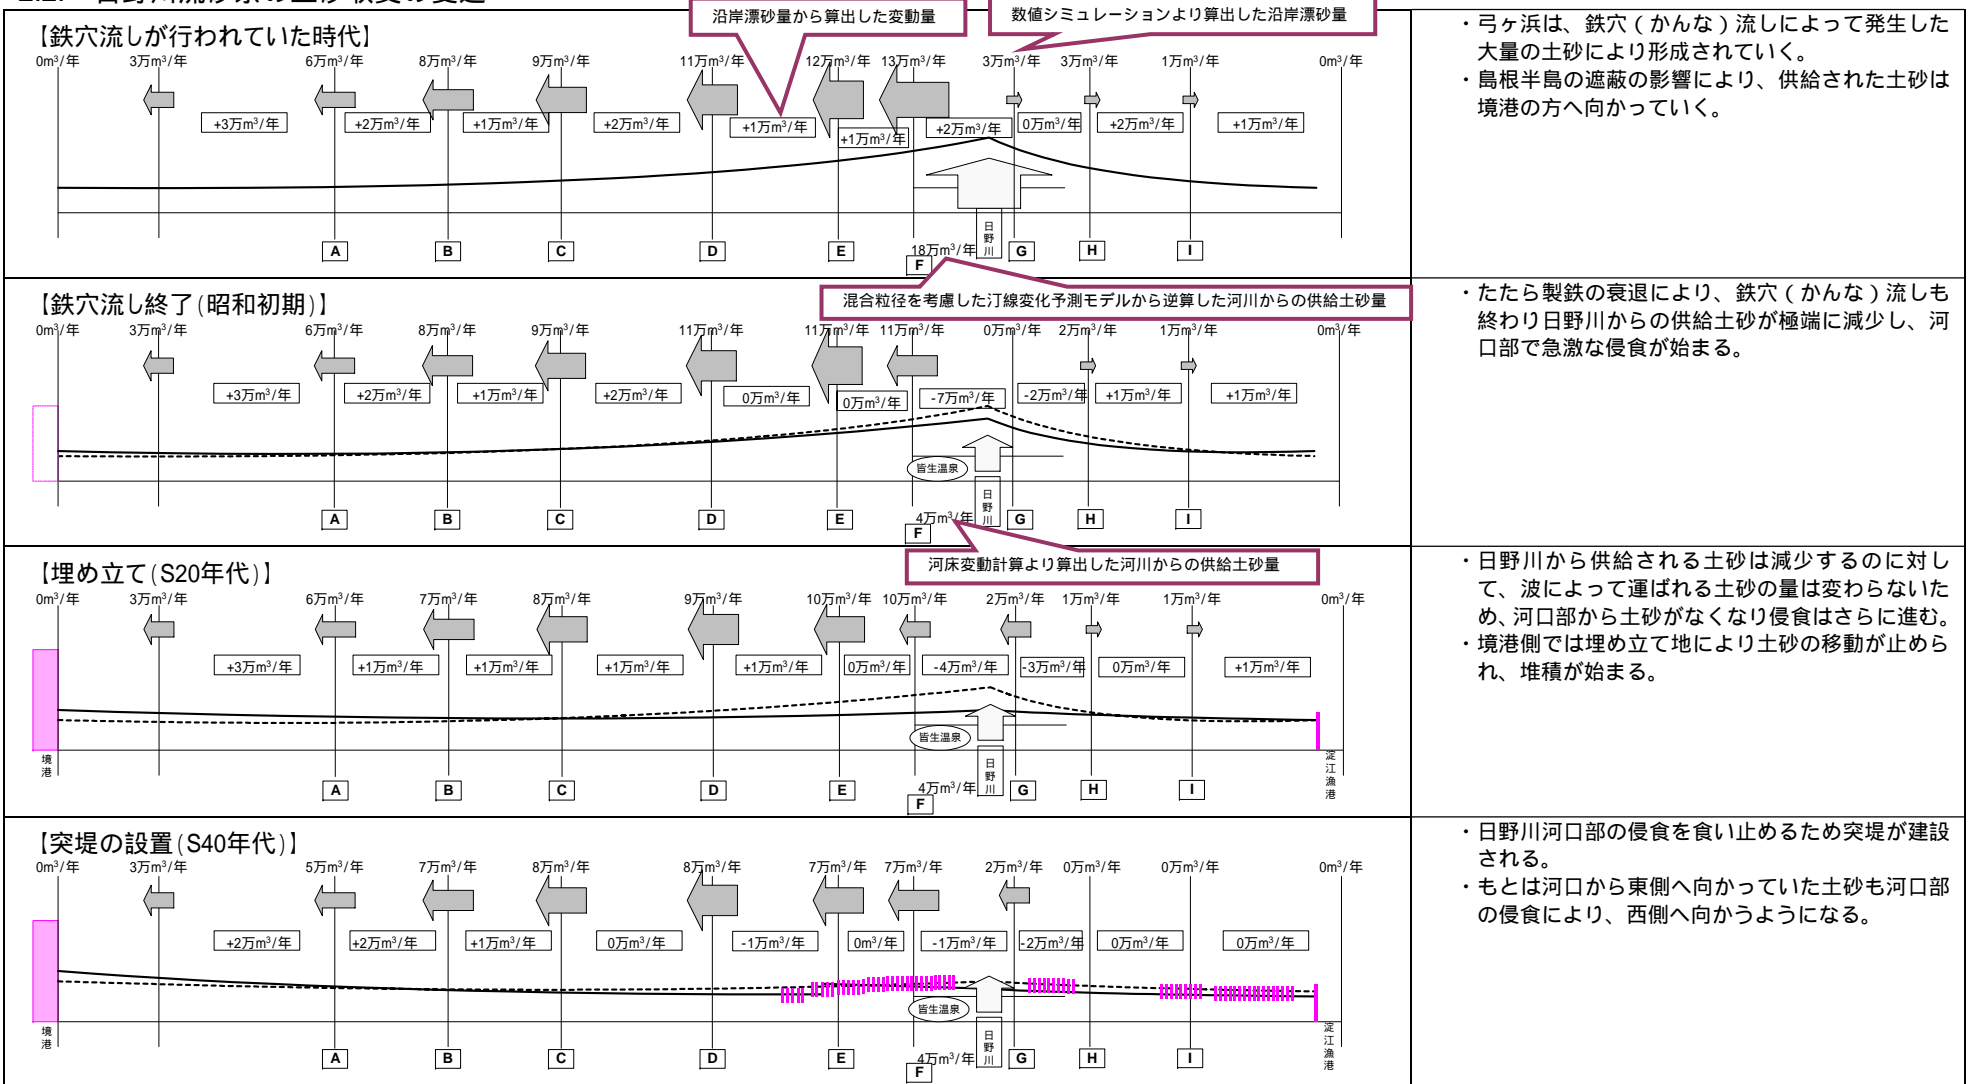 沿岸漂砂量から算出した変動量
数値シミュレーションより算出した沿岸漂砂量
【鉄穴流しが行われていた時代】
0m³/年 3万m³/年 6万m³/年 8万m³/年 9万m³/年 11万m³/年 12万m³/年 13万m³/年 3万m³/年 3万m³/年 1万m³/年 0m³/年
+3万m³/年 +2万m³/年 +1万m³/年 +2万m³/年 +1万m³/年 +1万m³/年 +2万m³/年 0万m³/年 +2万m³/年 +1万m³/年
日野川
18万m³/年
A B C D E F G H I
・弓ヶ浜は、鉄穴（かんな）流しによって発生した
大量の土砂により形成されていく。
・島根半島の遮蔽の影響により、供給された土砂は
境港の方へ向かっていく。
混合粒径を考慮した汀線変化予測モデルから逆算した河川からの供給土砂量
【鉄穴流し終了(昭和初期)】
0m³/年 3万m³/年 6万m³/年 8万m³/年 9万m³/年 11万m³/年 11万m³/年 11万m³/年 0万m³/年 2万m³/年 1万m³/年 0m³/年
+3万m³/年 +2万m³/年 +1万m³/年 +2万m³/年 0万m³/年 0万m³/年 -7万m³/年 -2万m³/年 +1万m³/年 +1万m³/年
皆生温泉
日野川
4万m³/年
A B C D E F G H I
・たたら製鉄の衰退により、鉄穴（かんな）流しも
終わり日野川からの供給土砂が極端に減少し、河
口部で急激な侵食が始まる。
河床変動計算より算出した河川からの供給土砂量
【埋め立て(S20年代)】
0m³/年 3万m³/年 6万m³/年 7万m³/年 8万m³/年 9万m³/年 10万m³/年 10万m³/年 2万m³/年 1万m³/年 1万m³/年 0m³/年
+3万m³/年 +1万m³/年 +1万m³/年 +1万m³/年 +1万m³/年 0万m³/年 -4万m³/年 -3万m³/年 0万m³/年 +1万m³/年
皆生温泉
境港
日野川
淀江漁港
4万m³/年
A B C D E F G H I
・日野川から供給される土砂は減少するのに対し
て、波によって運ばれる土砂の量は変わらないた
め、河口部から土砂がなくなり侵食はさらに進む。
・境港側では埋め立て地により土砂の移動が止めら
れ、堆積が始まる。
【突堤の設置(S40年代)】
0m³/年 3万m³/年 5万m³/年 7万m³/年 8万m³/年 8万m³/年 7万m³/年 7万m³/年 2万m³/年 0万m³/年 0万m³/年 0m³/年
+2万m³/年 +2万m³/年 +1万m³/年 0万m³/年 -1万m³/年 0m³/年 -1万m³/年 -2万m³/年 0万m³/年 0万m³/年
皆生温泉
境港
日野川
淀江漁港
4万m³/年
A B C D E F G H I
・日野川河口部の侵食を食い止めるため突堤が建設
される。
・もとは河口から東側へ向かっていた土砂も河口部
の侵食により、西側へ向かうようになる。